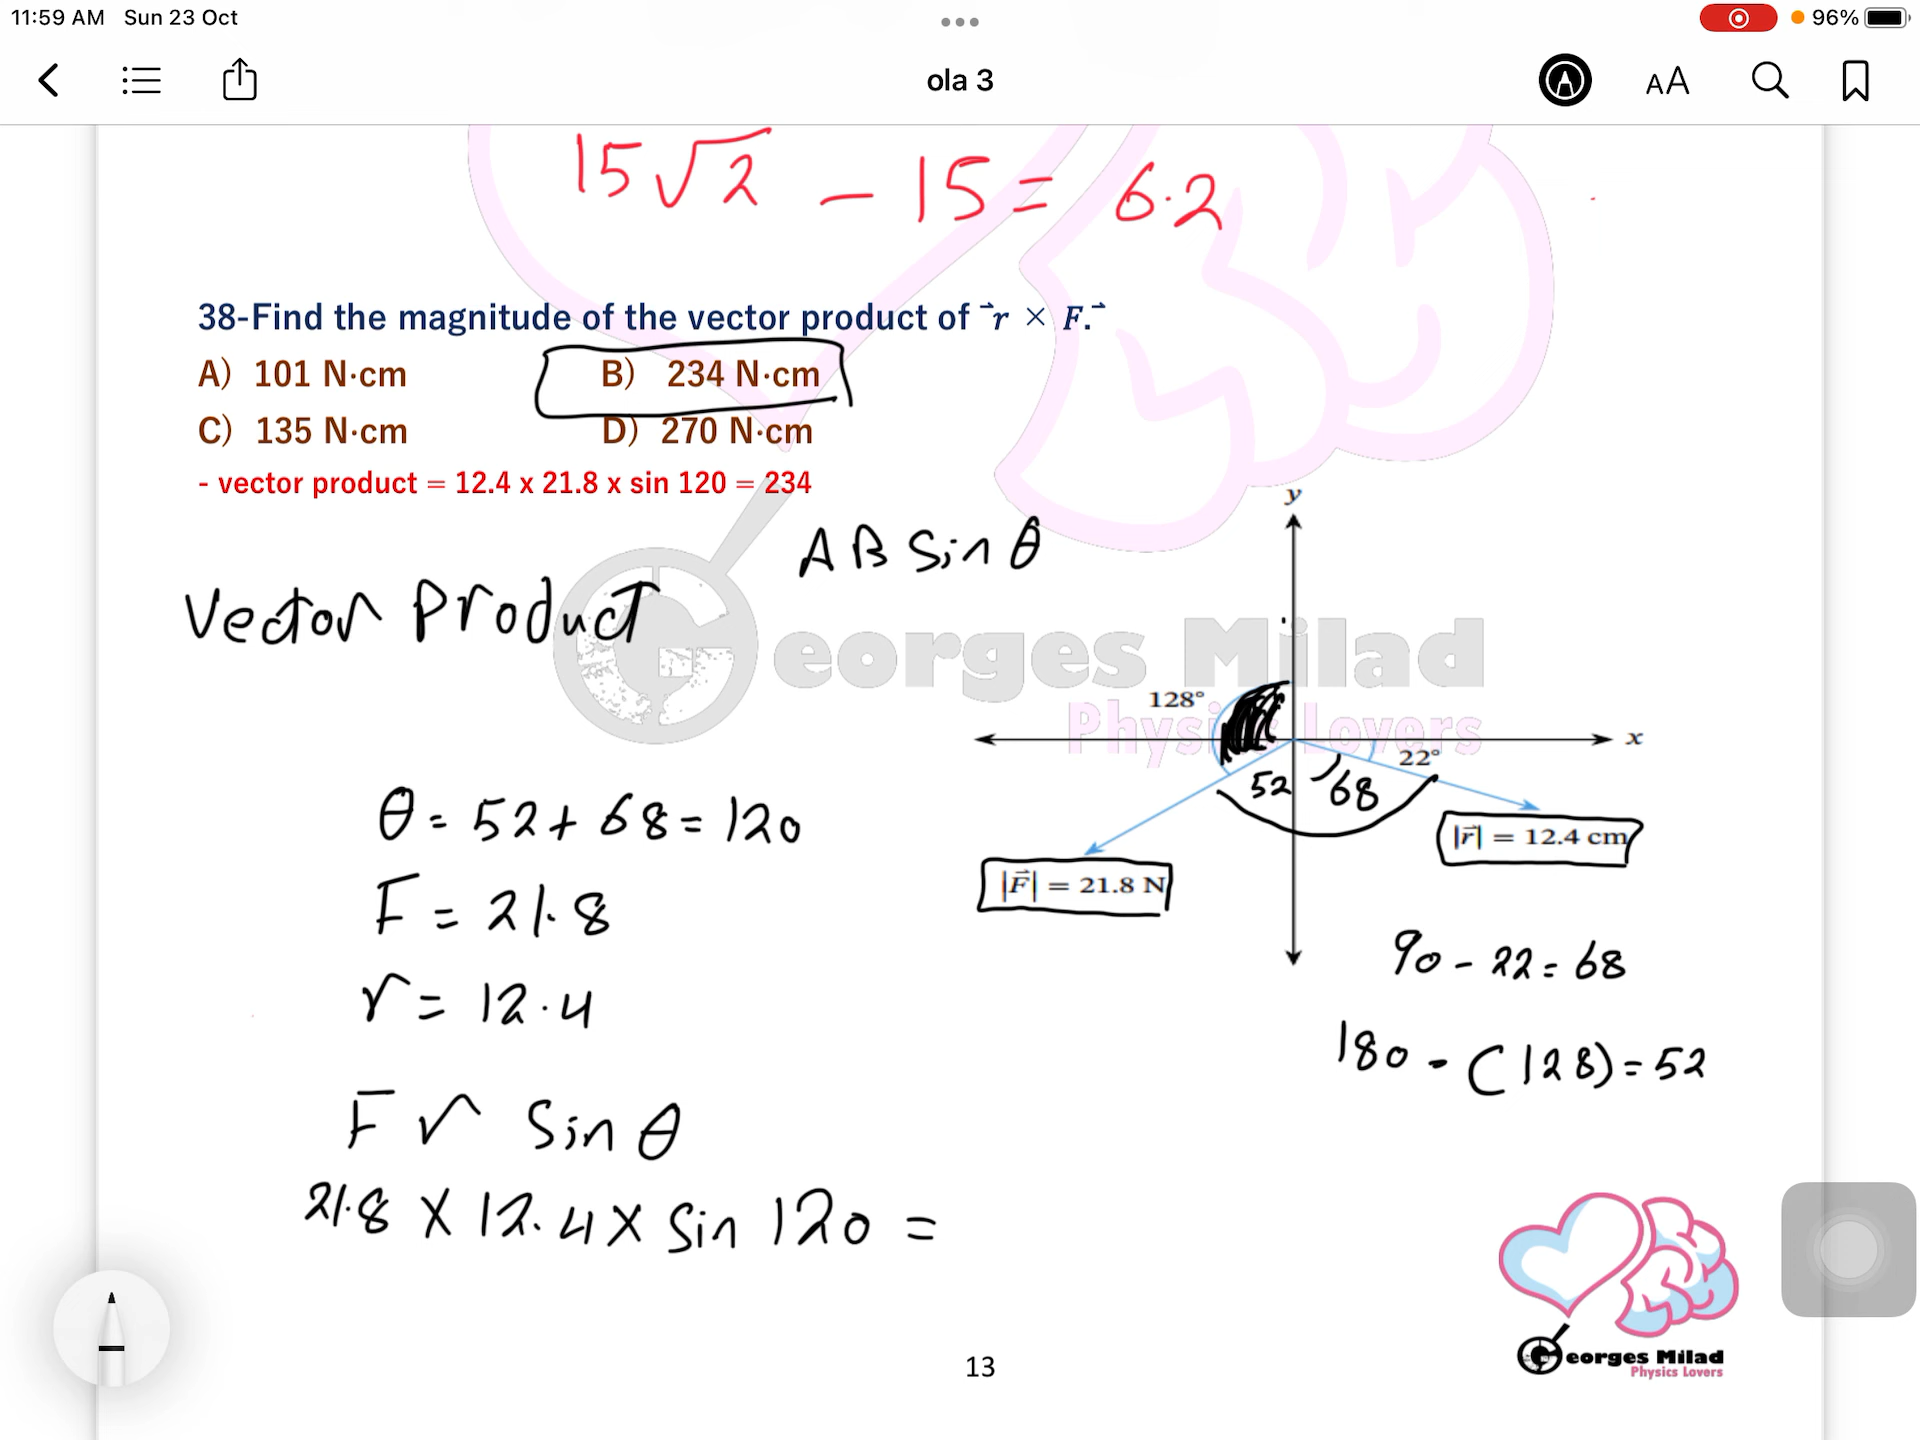 11:59 AM Sun 23 Oct
96%
ola 3
AA
15√2 - 15 = 6.2
38-Find the magnitude of the vector product of ⃗r × F.⃗
A) 101 N·cm B) 234 N·cm
C) 135 N·cm D) 270 N·cm
- vector product = 12.4 x 21.8 x sin 120 = 234
y
AB Sin θ
Vector Product
Georges Milad
Physics Lovers
128°
x
22°
52 68
θ = 52 + 68 = 120
|r⃗| = 12.4 cm
|F⃗| = 21.8 N
F = 21.8
90 - 22 = 68
r = 12.4
180 - (128) = 52
F r Sin θ
21.8 × 12.4 × Sin 120 =
Georges Milad
Physics Lovers
13